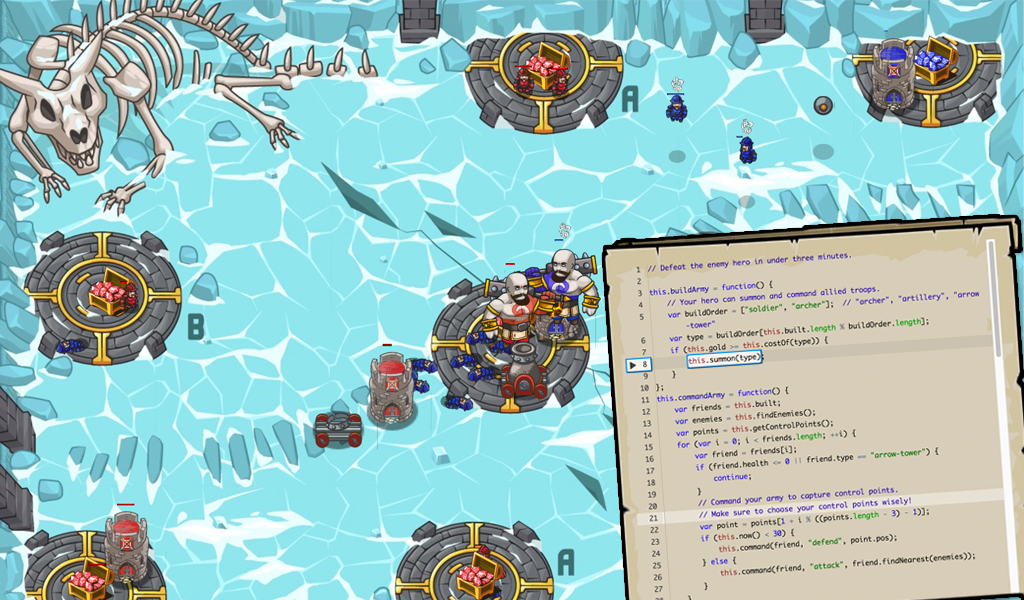 A
B
A
1 // Defeat the enemy hero in under three minutes.
2
3 this.buildArmy = function() {
4 // Your hero can summon and command allied troops.
5 var buildOrder = ["soldier", "archer"]; // "archer", "artillery", "arrow
-tower"
6 var type = buildOrder[this.built.length % buildOrder.length];
7 if (this.gold >= this.costOf(type)) {
8 this.summon(type);
9 }
10 };
11 this.commandArmy = function() {
12 var friends = this.built;
13 var enemies = this.findEnemies();
14 var points = this.getControlPoints();
15 for (var i = 0; i < friends.length; ++i) {
16 var friend = friends[i];
17 if (friend.health <= 0 || friend.type == "arrow-tower") {
18 continue;
19 }
20 // Command your army to capture control points.
21 // Make sure to choose your control points wisely!
22 var point = points[1 + i % ((points.length - 3) - 1)];
23 if (this.now() < 30) {
24 this.command(friend, "defend", point.pos);
25 } else {
26 this.command(friend, "attack", friend.findNearest(enemies));
27 }
28 }